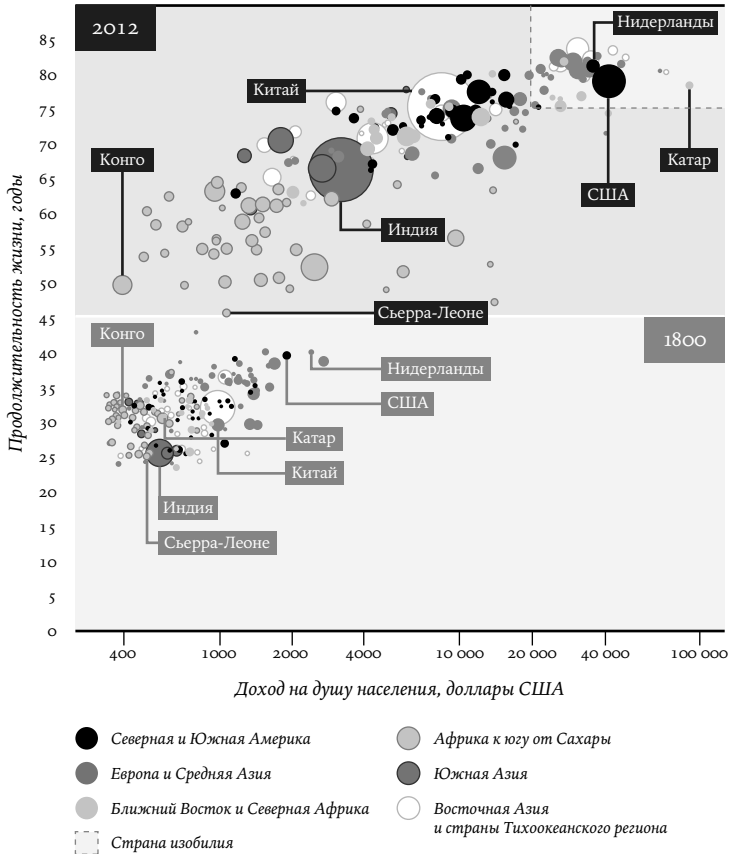 2012
Нидерланды
85
80
Китай
75
70
Конго
Катар
65
США
60
Индия
55
50
Сьерра-Леоне
45
Продолжительность жизни, годы
Конго
1800
40
Нидерланды
35
США
30
Катар
25
Китай
20
Индия
15
Сьерра-Леоне
10
5
0
400 1000 2000 4000 10 000 20 000 40 000 100 000
Доход на душу населения, доллары США
Северная и Южная Америка
Африка к югу от Сахары
Европа и Средняя Азия
Южная Азия
Ближний Восток и Северная Африка
Восточная Азия
и страны Тихоокеанского региона
Страна изобилия